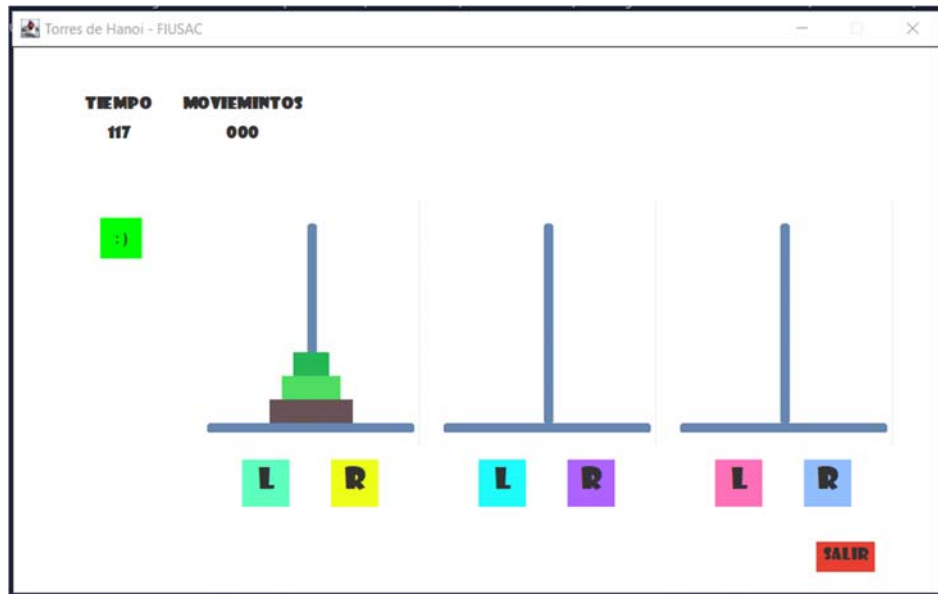 Torres de Hanoi - FIUSAC
TIEMPO MOVIEMINTOS
117 000
:)
L R L R L R
SALIR